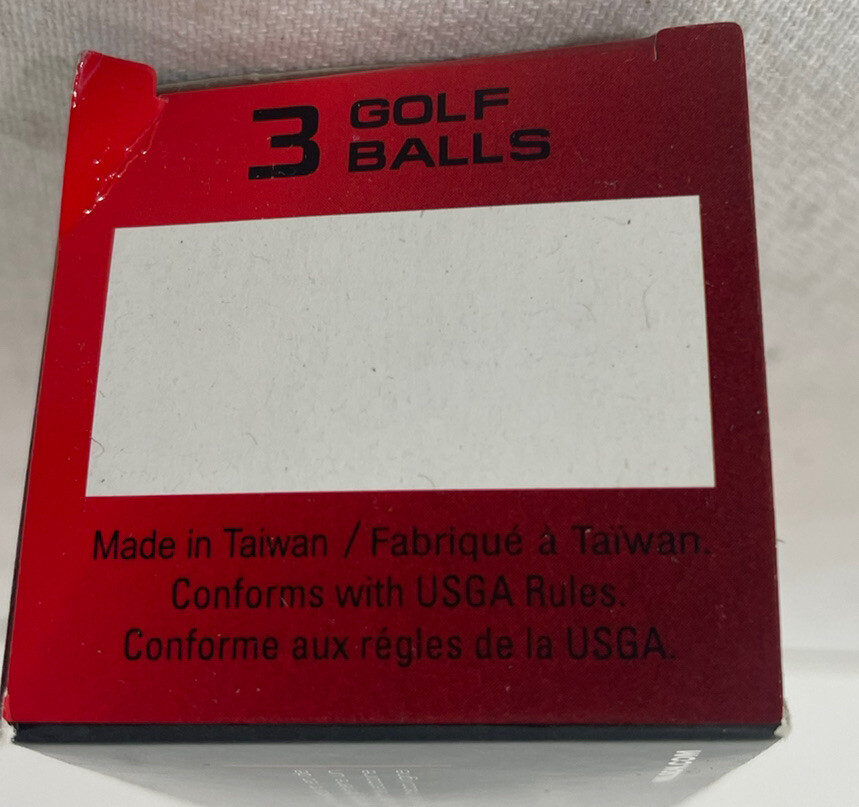 3 GOLF
BALLS
Made in Taiwan / Fabriqué à Taïwan.
Conforms with USGA Rules.
Conforme aux régles de la USGA.